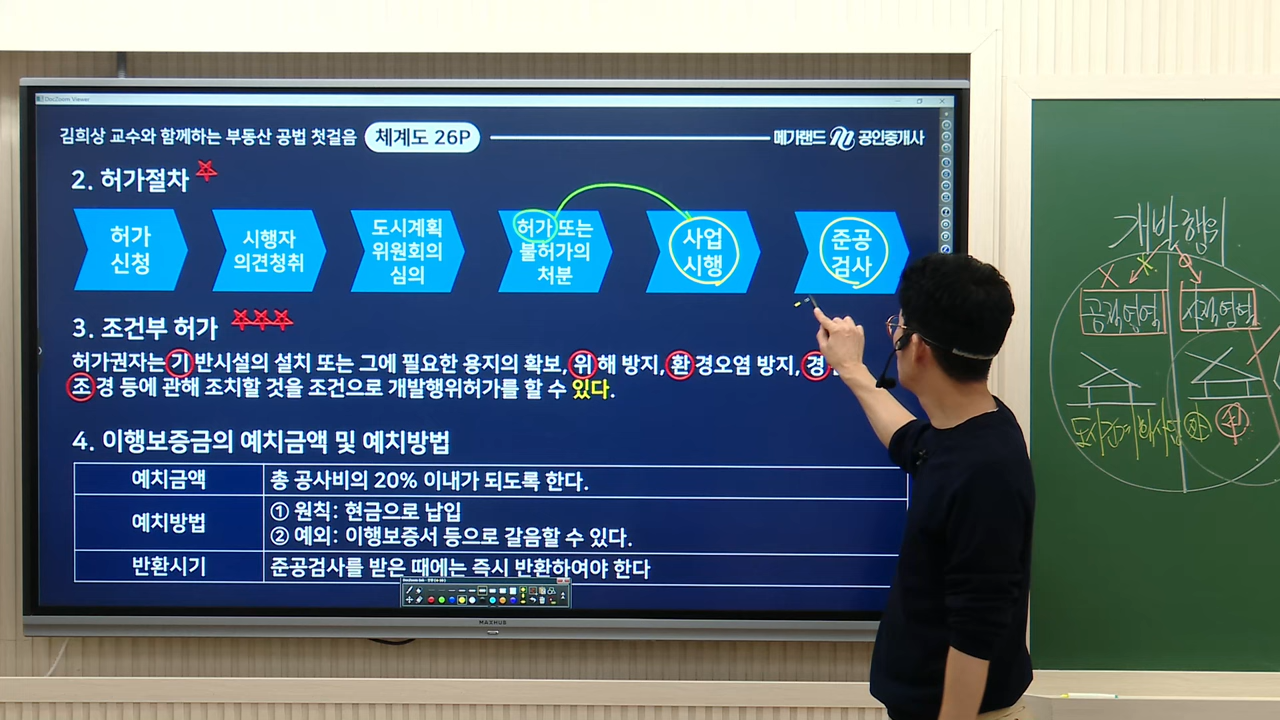 DocZoom Viewer
김희상 교수와 함께하는 부동산 공법 첫걸음 체계도 26P 메가랜드 공인중개사
2. 허가절차
허가
신청
시행자
의견청취
도시계획
위원회의
심의
허가 또는
불허가의
처분
사업
시행
준공
검사
3. 조건부 허가
허가권자는 기반시설의 설치 또는 그에 필요한 용지의 확보, 위해 방지, 환경오염 방지, 경
조경 등에 관해 조치할 것을 조건으로 개발행위허가를 할 수 있다.
4. 이행보증금의 예치금액 및 예치방법
예치금액 총 공사비의 20% 이내가 되도록 한다.
예치방법 ① 원칙: 현금으로 납입
② 예외: 이행보증서 등으로 갈음할 수 있다.
반환시기 준공검사를 받은 때에는 즉시 반환하여야 한다
MAXHUB
개발행위
공적영역
사적영역